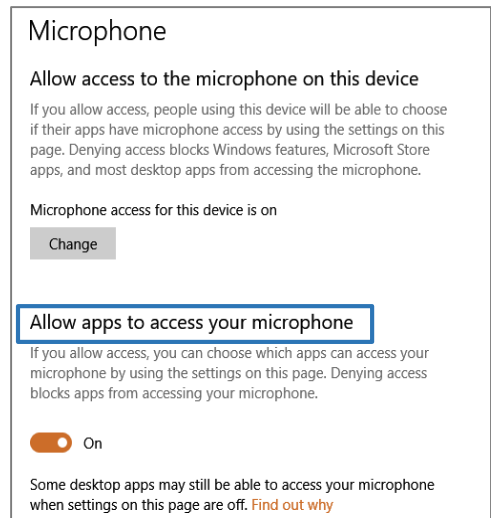 Microphone
Allow access to the microphone on this device
If you allow access, people using this device will be able to choose
if their apps have microphone access by using the settings on this
page. Denying access blocks Windows features, Microsoft Store
apps, and most desktop apps from accessing the microphone.
Microphone access for this device is on
Change
Allow apps to access your microphone
If you allow access, you can choose which apps can access your
microphone by using the settings on this page. Denying access
blocks apps from accessing your microphone.
On
Some desktop apps may still be able to access your microphone
when settings on this page are off. Find out why